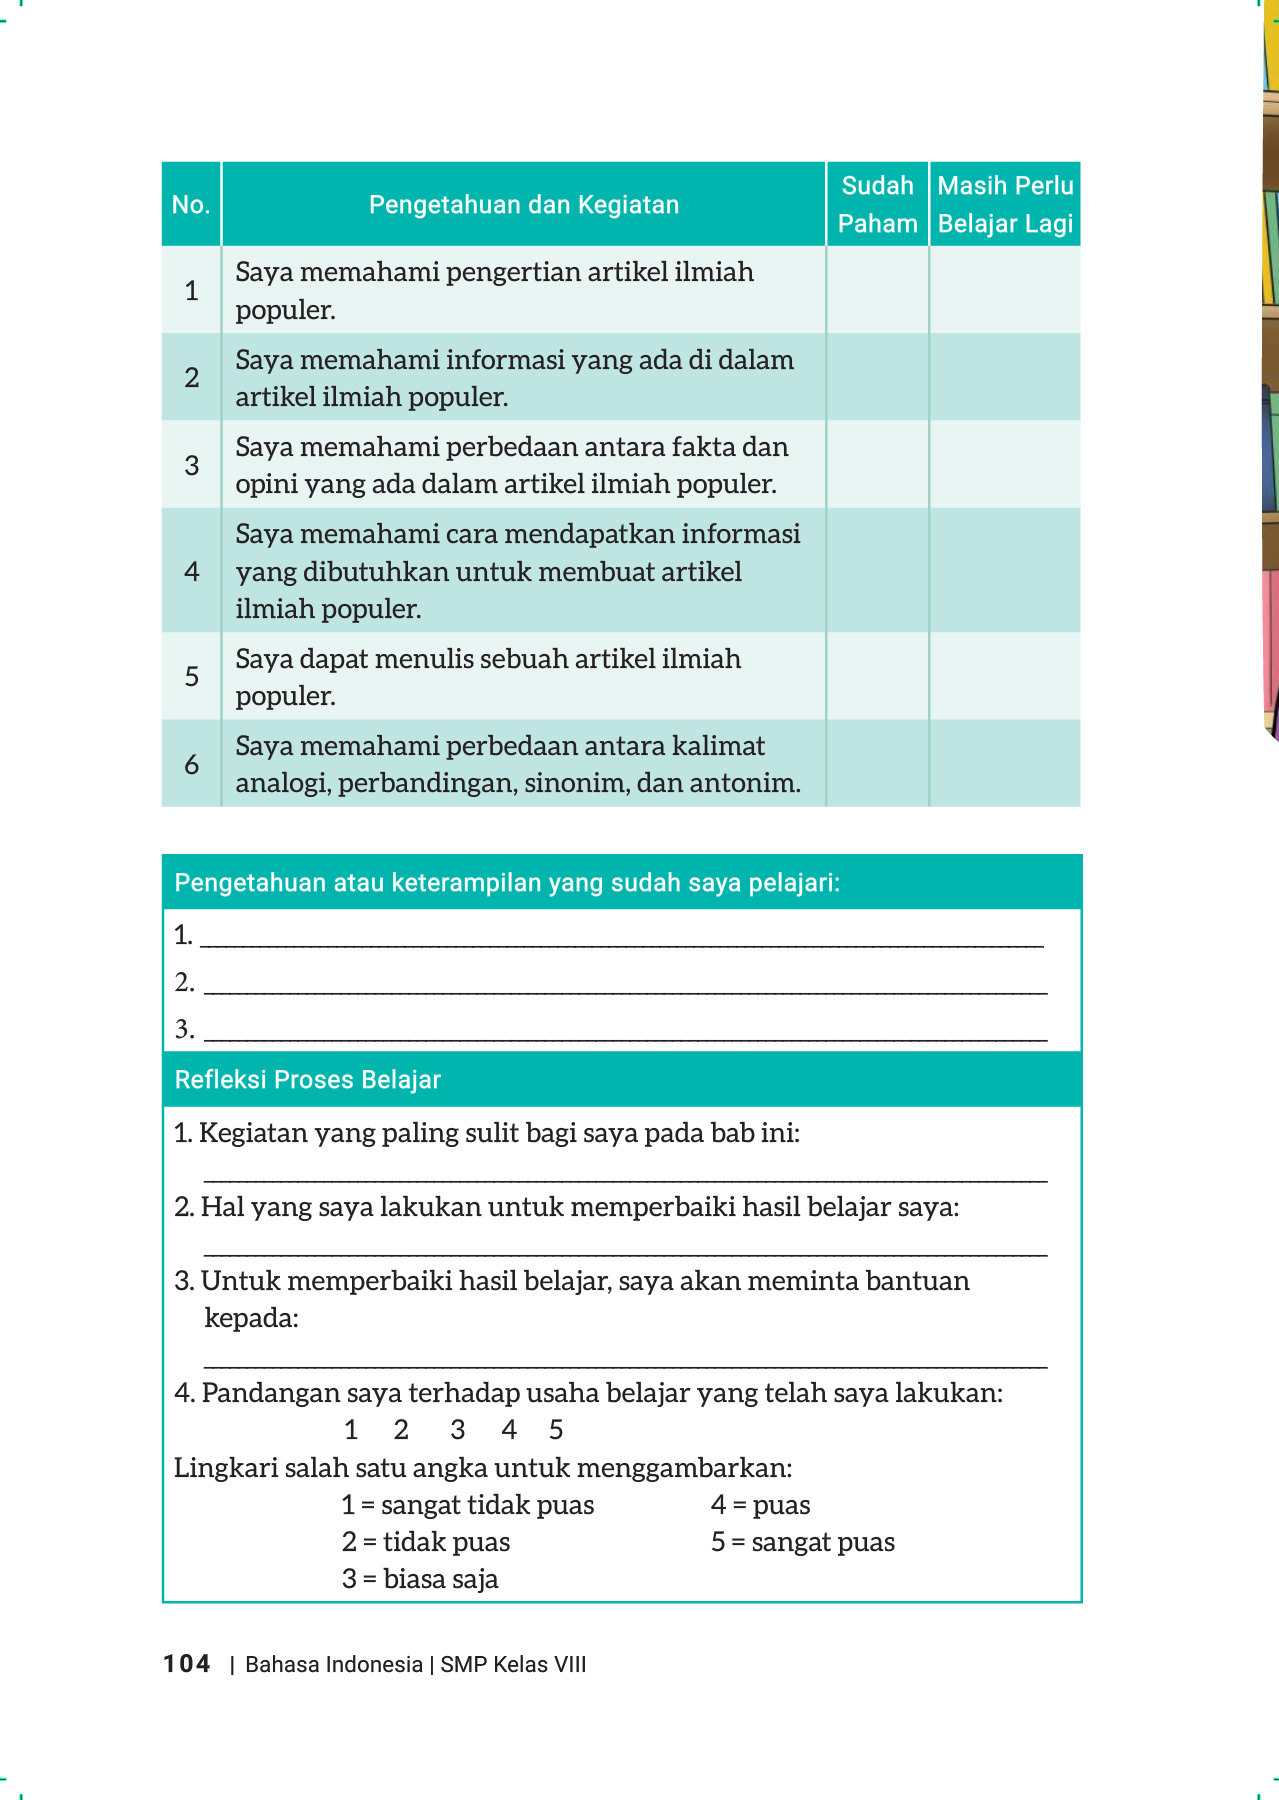 No.
Pengetahuan dan Kegiatan
Sudah
Paham
Masih Perlu
Belajar Lagi
1
Saya memahami pengertian artikel ilmiah
populer.
2
Saya memahami informasi yang ada di dalam
artikel ilmiah populer.
3
Saya memahami perbedaan antara fakta dan
opini yang ada dalam artikel ilmiah populer.
4
Saya memahami cara mendapatkan informasi
yang dibutuhkan untuk membuat artikel
ilmiah populer.
5
Saya dapat menulis sebuah artikel ilmiah
populer.
6
Saya memahami perbedaan antara kalimat
analogi, perbandingan, sinonim, dan antonim.
Pengetahuan atau keterampilan yang sudah saya pelajari:
1.
2.
3.
Refleksi Proses Belajar
1. Kegiatan yang paling sulit bagi saya pada bab ini:
2. Hal yang saya lakukan untuk memperbaiki hasil belajar saya:
3. Untuk memperbaiki hasil belajar, saya akan meminta bantuan
kepada:
4. Pandangan saya terhadap usaha belajar yang telah saya lakukan:
1 2 3 4 5
Lingkari salah satu angka untuk menggambarkan:
1 = sangat tidak puas 4 = puas
2 = tidak puas 5 = sangat puas
3 = biasa saja
104 | Bahasa Indonesia | SMP Kelas VIII